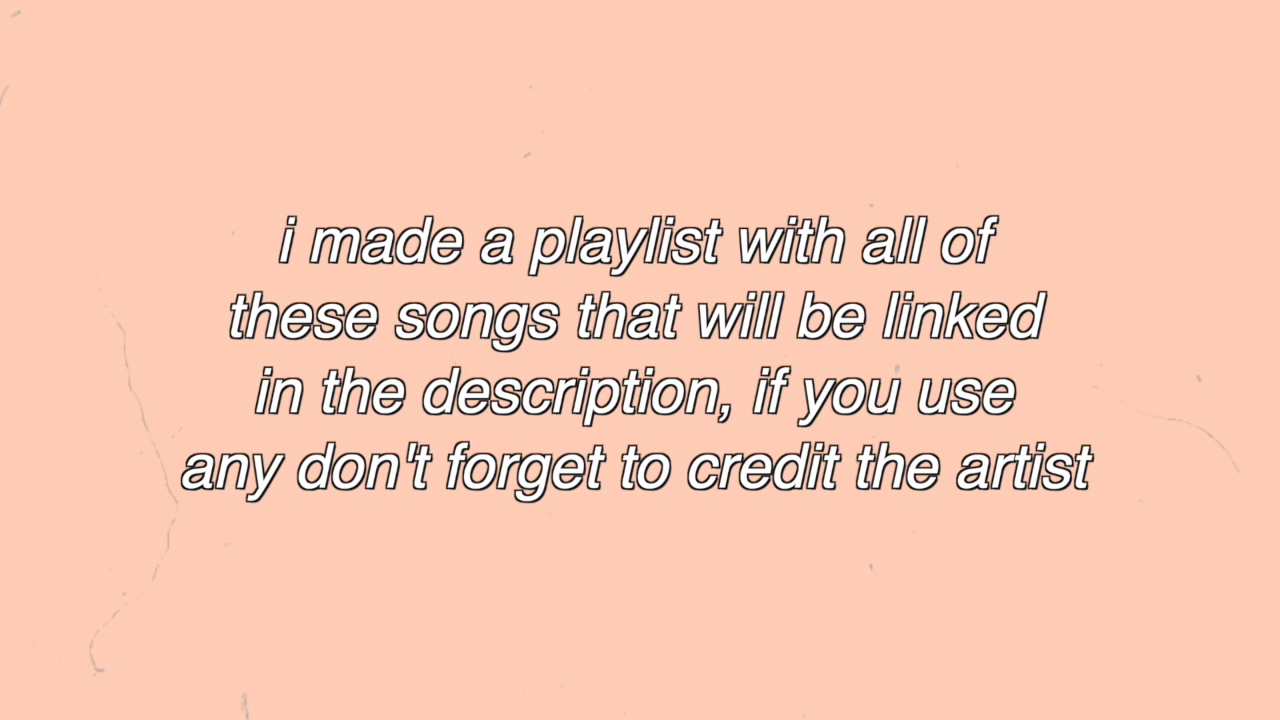 i made a playlist with all of
these songs that will be linked
in the description, if you use
any don't forget to credit the artist